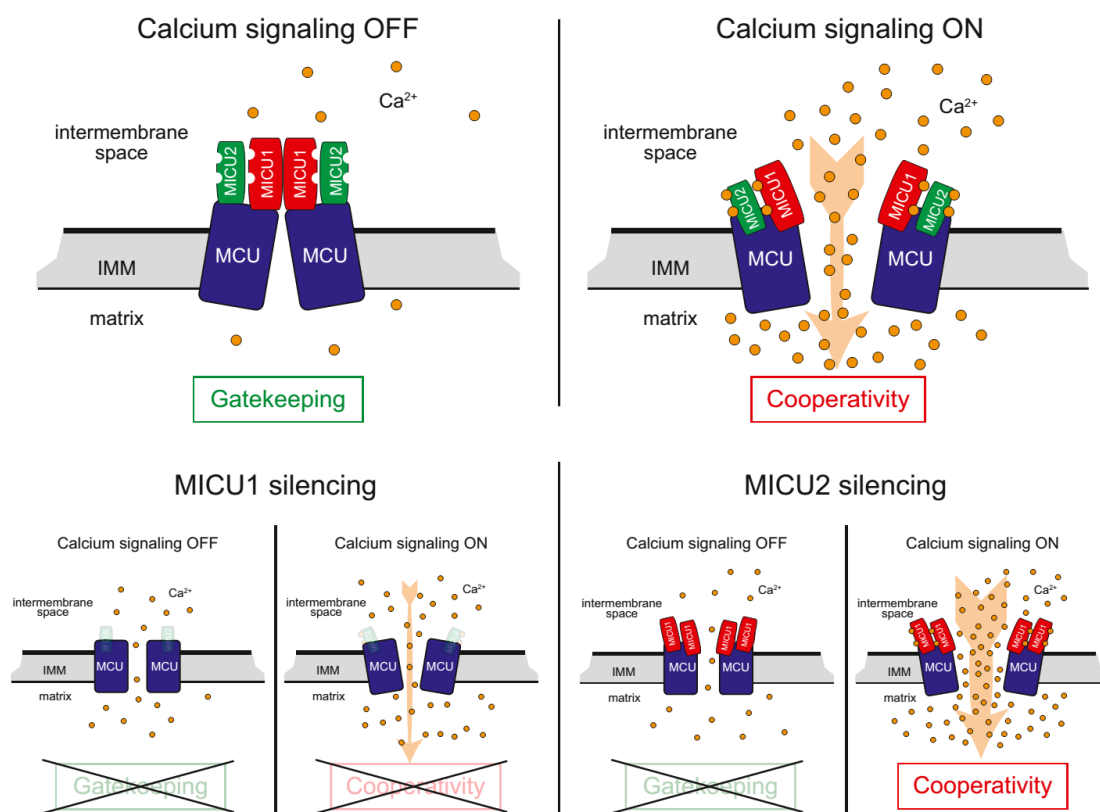 Calcium signaling OFF
Ca²⁺
intermembrane
space
MICU2
MICU1
MICU1
MICU2
MCU
MCU
IMM
matrix
Gatekeeping
Calcium signaling ON
Ca²⁺
intermembrane
space
MICU2
MICU1
MICU1
MICU2
MCU
MCU
IMM
matrix
Cooperativity
MICU1 silencing
Calcium signaling OFF
Ca²⁺
intermembrane
space
MCU
MCU
IMM
matrix
Gatekeeping
Calcium signaling ON
Ca²⁺
intermembrane
space
MCU
MCU
IMM
matrix
Cooperativity
MICU2 silencing
Calcium signaling OFF
Ca²⁺
intermembrane
space
MICU1
MICU1
MICU1
MICU1
MCU
MCU
IMM
matrix
Gatekeeping
Calcium signaling ON
Ca²⁺
intermembrane
space
MICU1
MICU1
MICU1
MICU1
MCU
MCU
IMM
matrix
Cooperativity